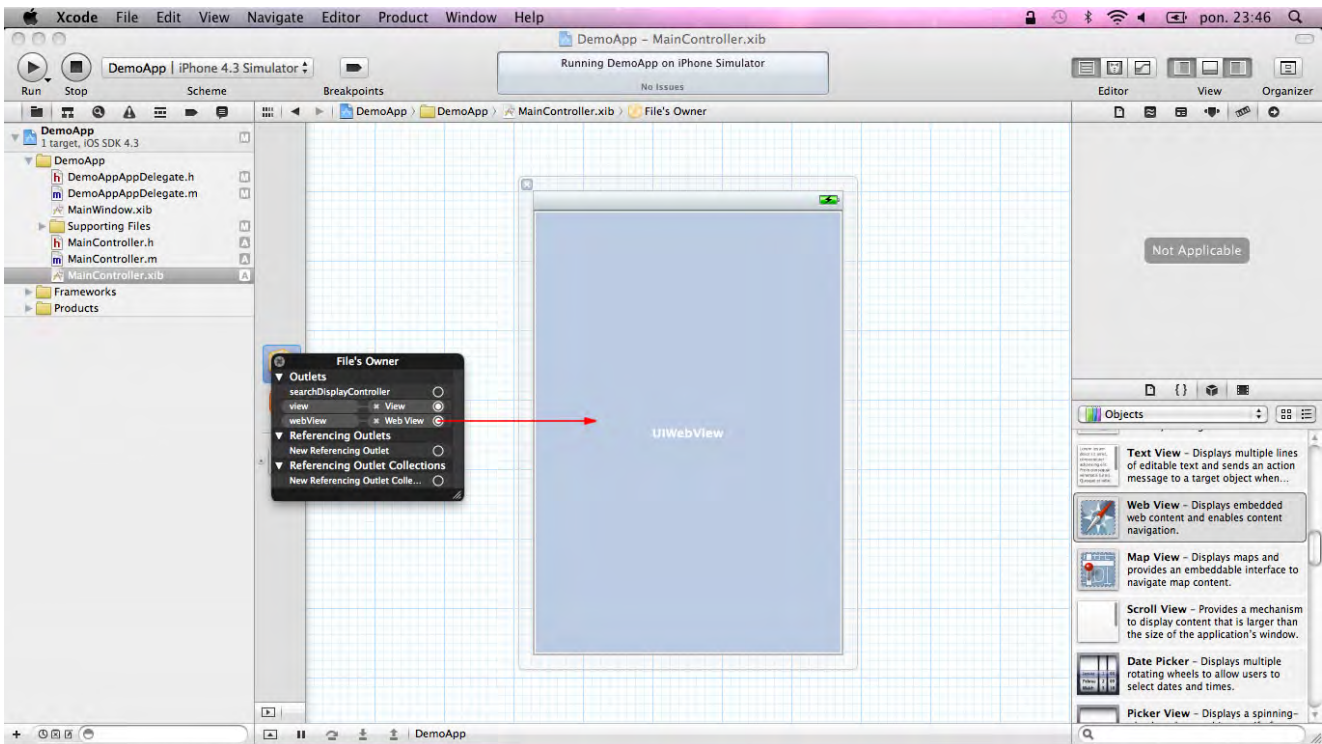 Xcode File Edit View Navigate Editor Product Window Help
pon. 23:46
DemoApp – MainController.xib
DemoApp | iPhone 4.3 Simulator
Running DemoApp on iPhone Simulator
No Issues
Run Stop Scheme Breakpoints Editor View Organizer
DemoApp DemoApp MainController.xib File's Owner
DemoApp M
1 target, iOS SDK 4.3
DemoApp
h DemoAppAppDelegate.h M
m DemoAppAppDelegate.m M
MainWindow.xib
Supporting Files M
h MainController.h A
m MainController.m A
MainController.xib A
Frameworks
Products
File's Owner
Outlets
searchDisplayController
view × View
webView × Web View
Referencing Outlets
New Referencing Outlet
Referencing Outlet Collections
New Referencing Outlet Colle...
UIWebView
Not Applicable
{ }
Objects
Text View – Displays multiple lines
of editable text and sends an action
message to a target object when...
Web View – Displays embedded
web content and enables content
navigation.
Map View – Displays maps and
provides an embeddable interface to
navigate map content.
Scroll View – Provides a mechanism
to display content that is larger than
the size of the application's window.
Date Picker – Displays multiple
rotating wheels to allow users to
select dates and times.
Picker View – Displays a spinning-
DemoApp